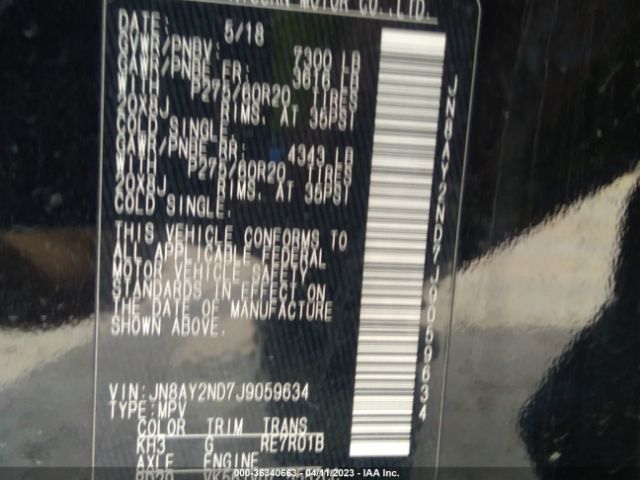 MOTOR CO.,LTD.
DATE: 5/18
GVWR/PNBV: 7300 LB
GAWR/PNBE FR: 3616 LB
WITH P275/60R20 TIRES
20X8J RIMS, AT 36PSI
COLD SINGLE.
GAWR/PNBE RR: 4343 LB
WITH P275/60R20 TIRES
20X8J RIMS, AT 36PSI
COLD SINGLE.
THIS VEHICLE CONFORMS TO
ALL APPLICABLE FEDERAL
MOTOR VEHICLE SAFETY
STANDARDS IN EFFECT ON
THE DATE OF MANUFACTURE
SHOWN ABOVE.
VIN:JN8AY2ND7J9059634
TYPE:MPV
COLOR TRIM TRANS
KH3 G RE7R01B
AXLE ENGINE
JN8AY2ND7J9059634
000-36340663 - 04/11/2023 - IAA Inc.